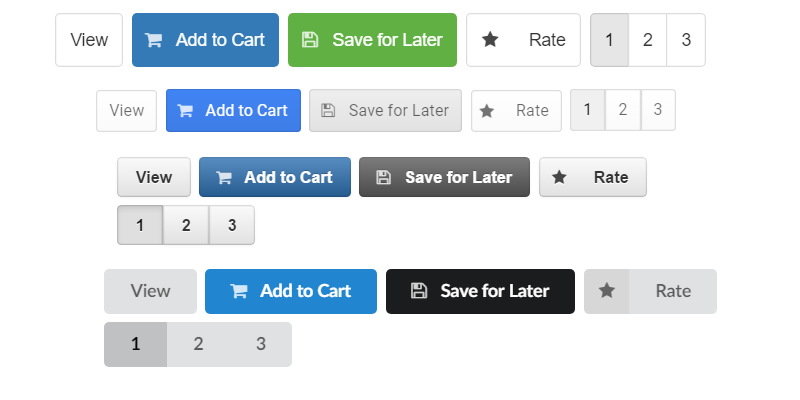 View Add to Cart Save for Later Rate 1 2 3
View Add to Cart Save for Later Rate 1 2 3
View Add to Cart Save for Later Rate
1 2 3
View Add to Cart Save for Later Rate
1 2 3